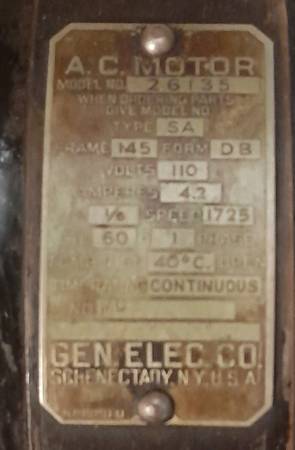 A.C. MOTOR
MODEL NO. 26135
WHEN ORDERING PARTS
GIVE MODEL NO.
TYPE SA
FRAME 145 FORM DB
VOLTS 110
AMPERES 4.2
1/6 SPEED 1725
60 1
40°C.
CONTINUOUS
GEN. ELEC. CO.
SCHENECTADY, N.Y. U.S.A.